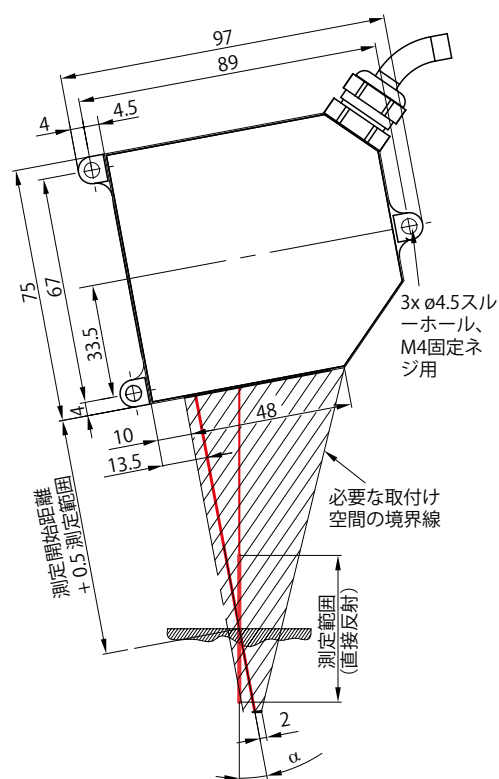 97
89
4
4.5
75
67
33.5
4
3x ø4.5スル
ーホール、
M4固定ネ
ジ用
10
48
13.5
必要な取付け
空間の境界線
測定開始距離
+ 0.5 測定範囲
測定範囲
(直接反射)
2
α